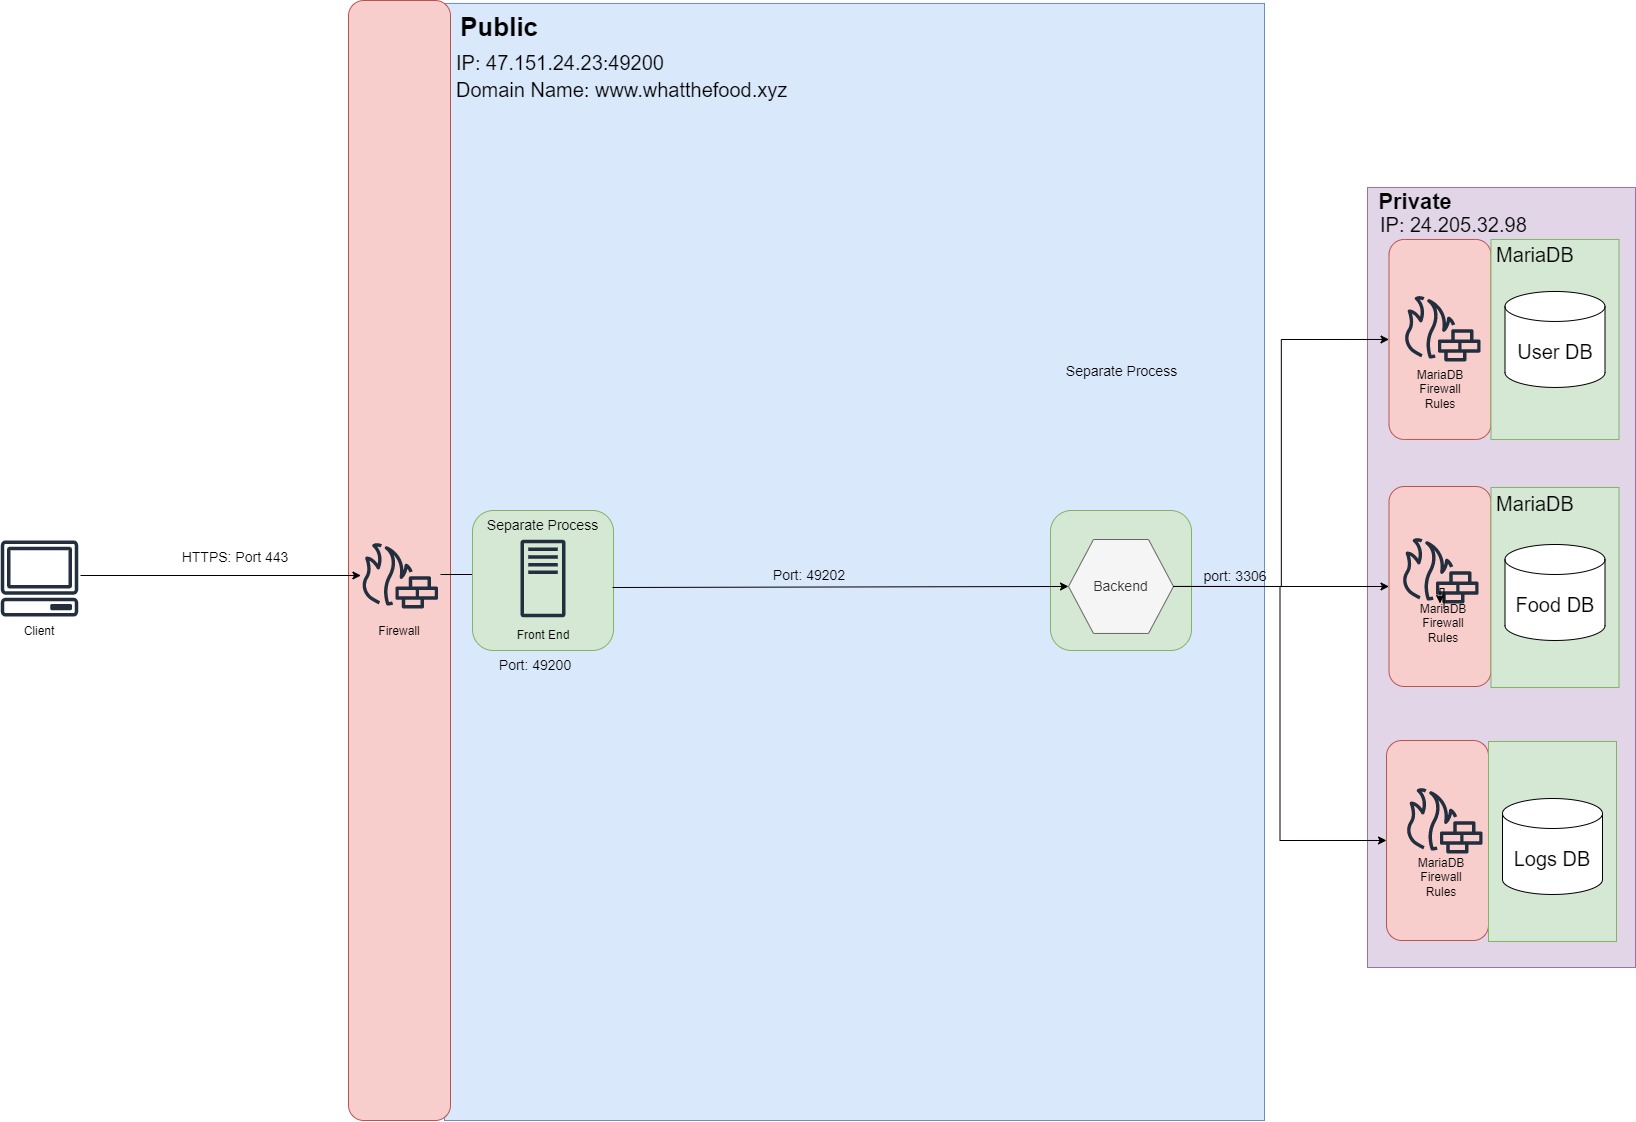 Public
IP: 47.151.24.23:49200
Domain Name: www.whatthefood.xyz
Private
IP: 24.205.32.98
MariaDB
User DB
MariaDB
Firewall
Rules
Separate Process
MariaDB
Food DB
MariaDB
Firewall
Rules
Separate Process
Front End
Port: 49200
HTTPS: Port 443
Client
Firewall
Port: 49202
Backend
port: 3306
Logs DB
MariaDB
Firewall
Rules